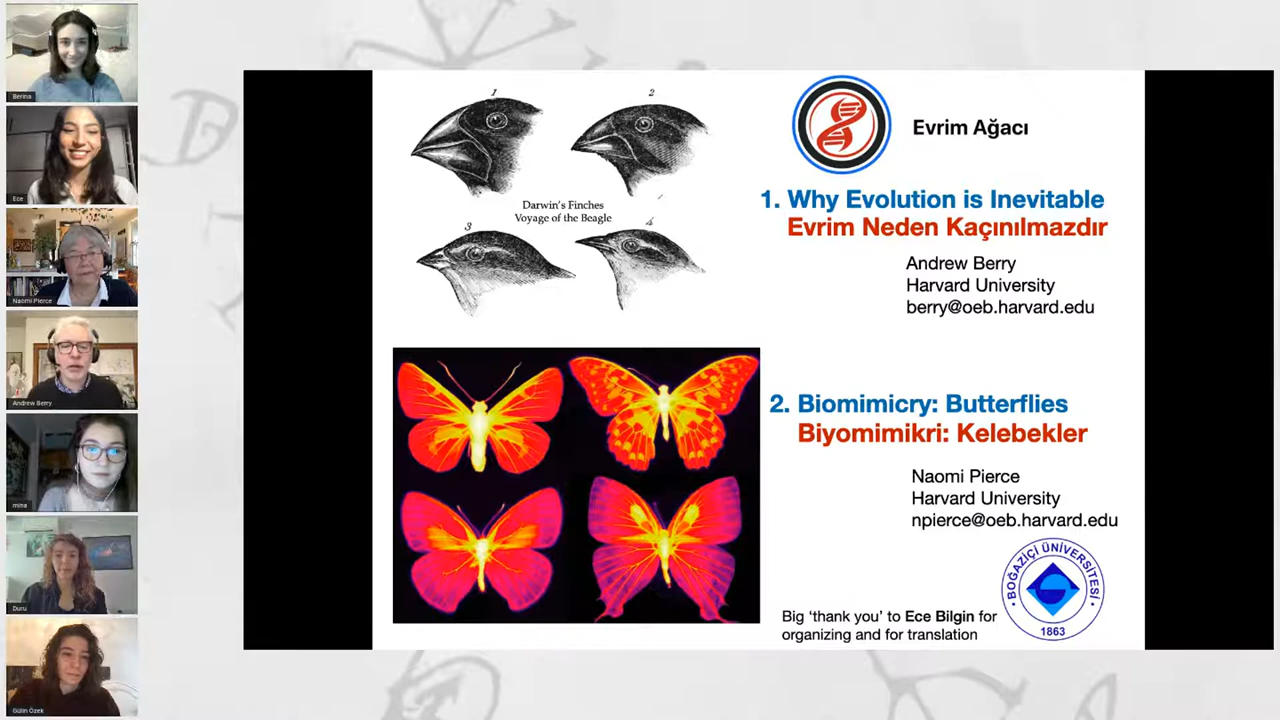 Berina
Ece
Naomi Pierce
Andrew Berry
mina
Duru
Gülin Özek
1
2
Darwin's Finches
Voyage of the Beagle
3
4
Evrim Ağacı
1. Why Evolution is Inevitable
Evrim Neden Kaçınılmazdır
Andrew Berry
Harvard University
berry@oeb.harvard.edu
2. Biomimicry: Butterflies
Biyomimikri: Kelebekler
Naomi Pierce
Harvard University
npierce@oeb.harvard.edu
Big ‘thank you’ to Ece Bilgin for
organizing and for translation
BOĞAZİÇİ ÜNİVERSİTESİ
1863